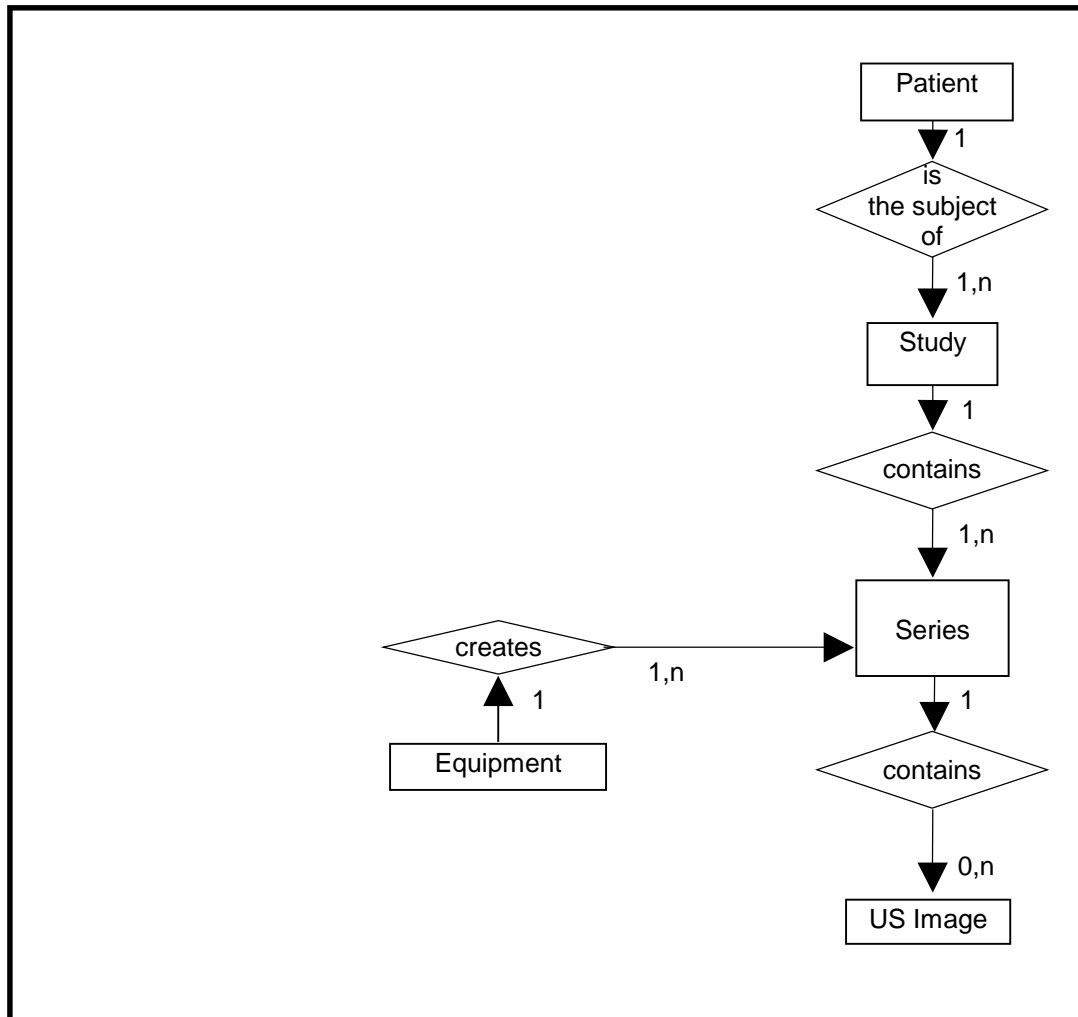 Patient
1
is
the subject
of
1,n
Study
1
contains
1,n
Series
creates
1,n
1
1
Equipment
contains
0,n
US Image